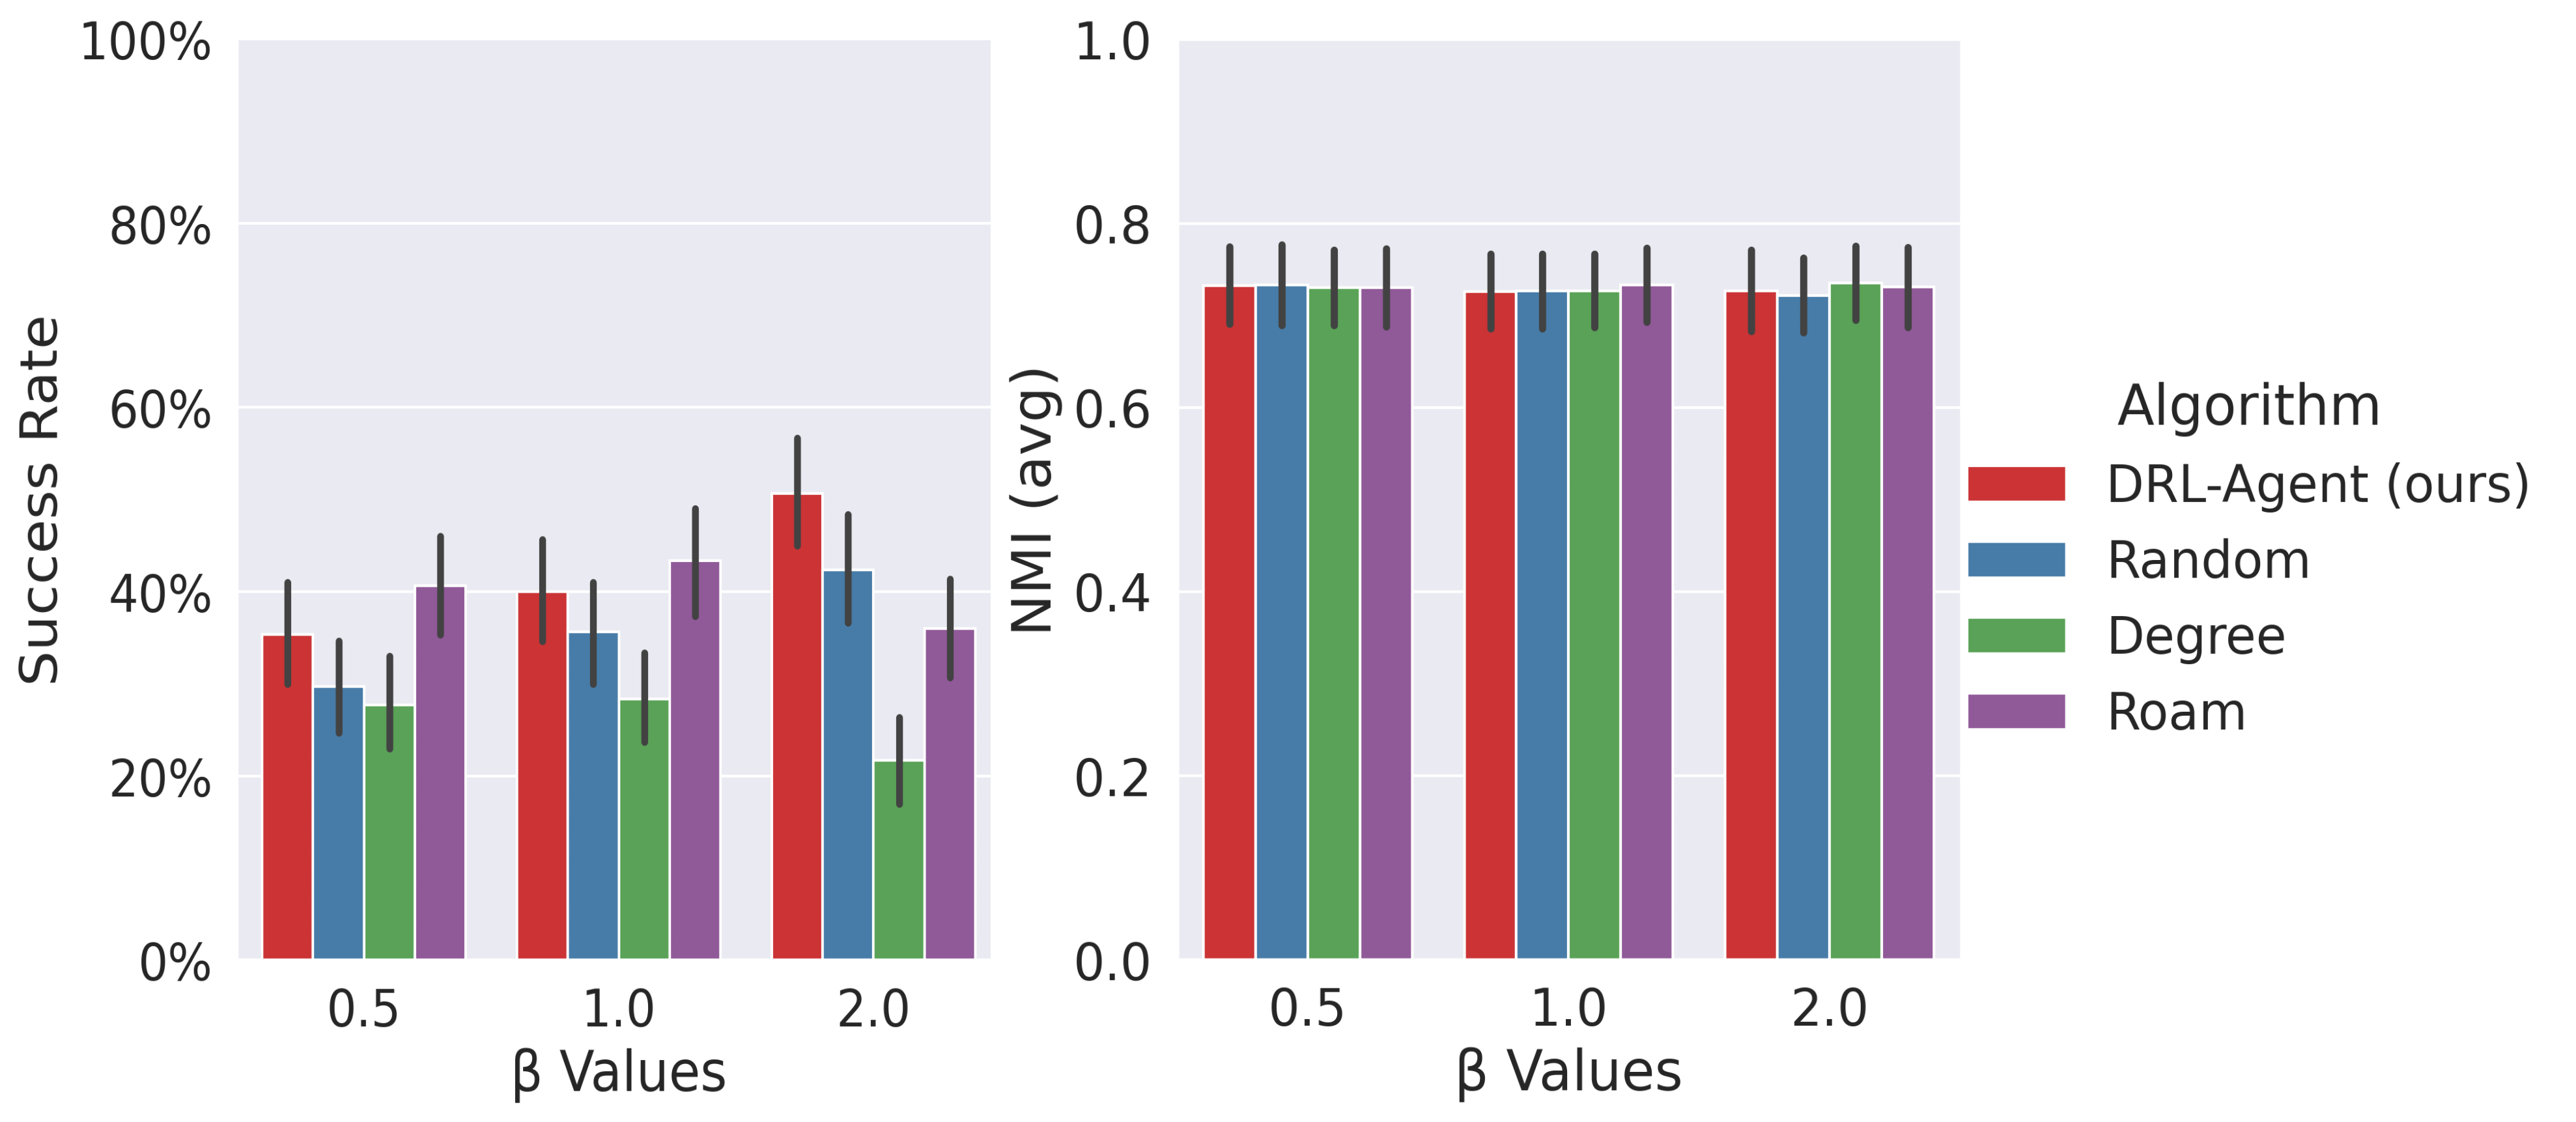 100%
80%
60%
40%
20%
0%
Success Rate
0.5 1.0 2.0
β Values
1.0
0.8
0.6
0.4
0.2
0.0
NMI (avg)
0.5 1.0 2.0
β Values
Algorithm
DRL-Agent (ours)
Random
Degree
Roam